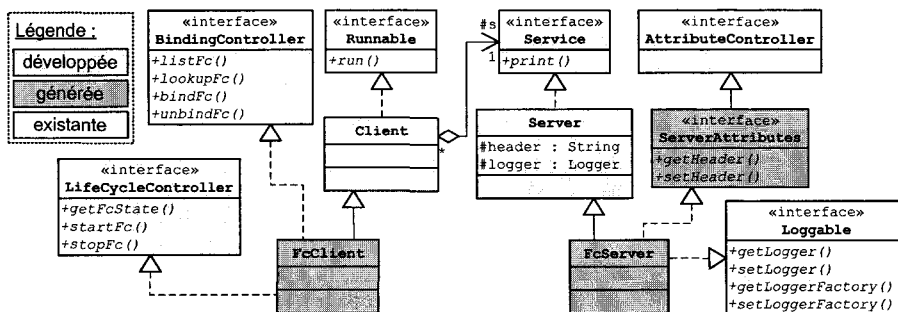 Légende :
développée
générée
existante
«interface»
BindingController
+listFc()
+lookupFc()
+bindFc()
+unbindFc()
«interface»
Runnable
+run()
#s
1
«interface»
Service
+print()
«interface»
AttributeController
Client
*
Server
#header : String
#logger : Logger
«interface»
ServerAttributes
+getHeader()
+setHeader()
«interface»
LifeCycleController
+getFcState()
+startFc()
+stopFc()
FcClient
FcServer
«interface»
Loggable
+getLogger()
+setLogger()
+getLoggerFactory()
+setLoggerFactory()